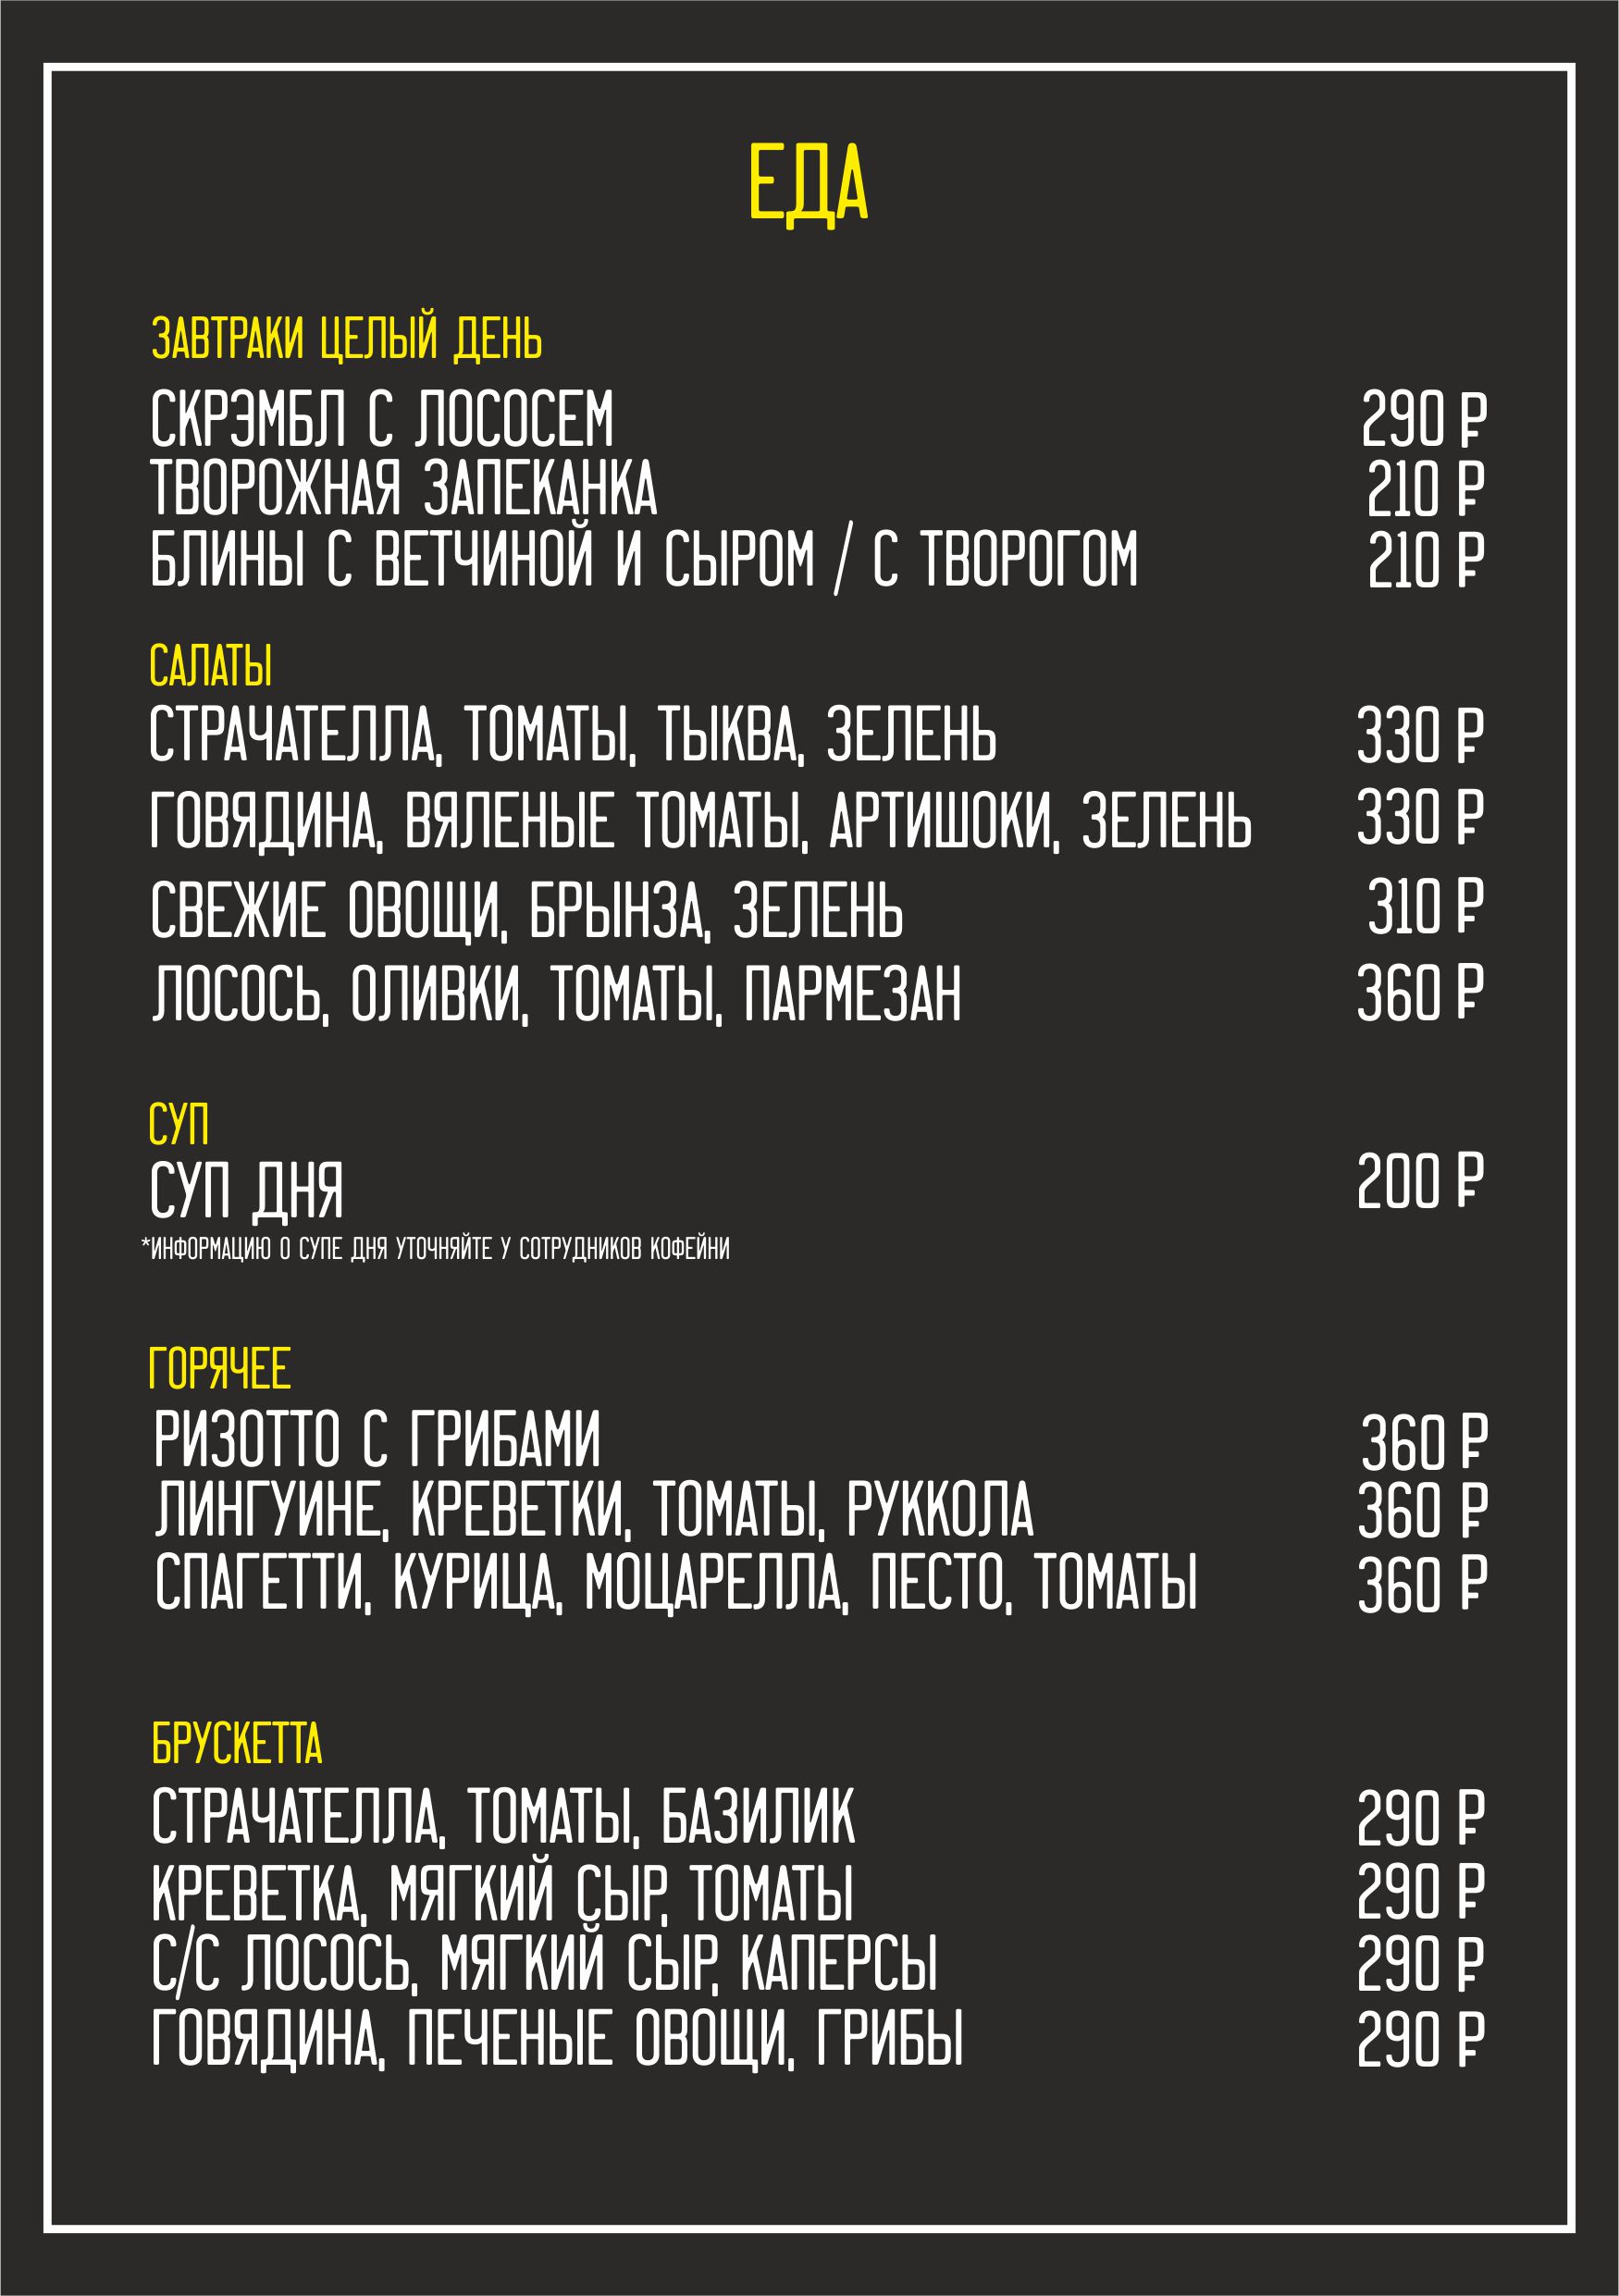 ЕДА
ЗАВТРАКИ ЦЕЛЫЙ ДЕНЬ
СКРЭМБЛ С ЛОСОСЕМ 290 ₽
ТВОРОЖНАЯ ЗАПЕКАНКА 210 ₽
БЛИНЫ С ВЕТЧИНОЙ И СЫРОМ / С ТВОРОГОМ 210 ₽
САЛАТЫ
СТРАЧАТЕЛЛА, ТОМАТЫ, ТЫКВА, ЗЕЛЕНЬ 330 ₽
ГОВЯДИНА, ВЯЛЕНЫЕ ТОМАТЫ, АРТИШОКИ, ЗЕЛЕНЬ 330 ₽
СВЕЖИЕ ОВОЩИ, БРЫНЗА, ЗЕЛЕНЬ 310 ₽
ЛОСОСЬ, ОЛИВКИ, ТОМАТЫ, ПАРМЕЗАН 360 ₽
СУП
СУП ДНЯ 200 ₽
*ИНФОРМАЦИЮ О СУПЕ ДНЯ УТОЧНЯЙТЕ У СОТРУДНИКОВ КОФЕЙНИ
ГОРЯЧЕЕ
РИЗОТТО С ГРИБАМИ 360 ₽
ЛИНГУИНЕ, КРЕВЕТКИ, ТОМАТЫ, РУККОЛА 360 ₽
СПАГЕТТИ, КУРИЦА, МОЦАРЕЛЛА, ПЕСТО, ТОМАТЫ 360 ₽
БРУСКЕТТА
СТРАЧАТЕЛЛА, ТОМАТЫ, БАЗИЛИК 290 ₽
КРЕВЕТКА, МЯГКИЙ СЫР, ТОМАТЫ 290 ₽
С/С ЛОСОСЬ, МЯГКИЙ СЫР, КАПЕРСЫ 290 ₽
ГОВЯДИНА, ПЕЧЕНЫЕ ОВОЩИ, ГРИБЫ 290 ₽